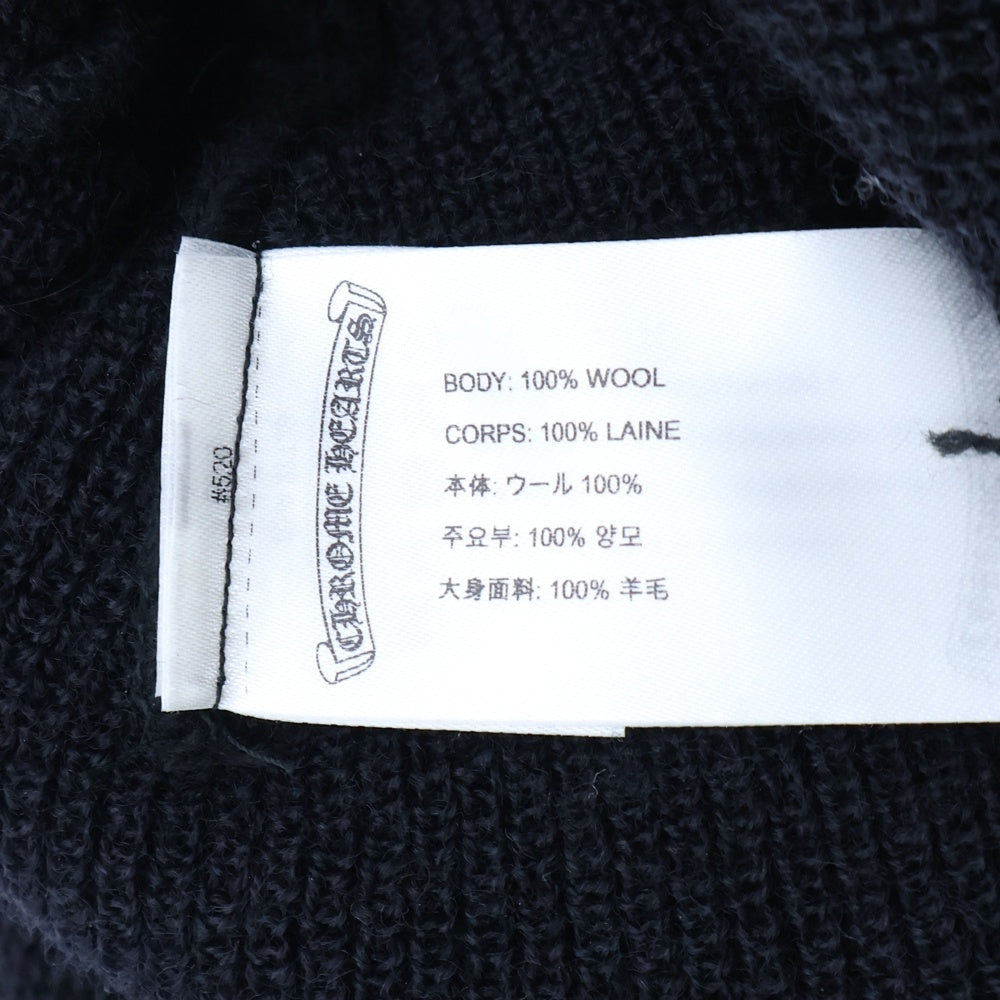 #520
CHROME HEARTS
BODY: 100% WOOL
CORPS: 100% LAINE
本体: ウール 100%
주요부: 100% 양모
大身面料: 100% 羊毛